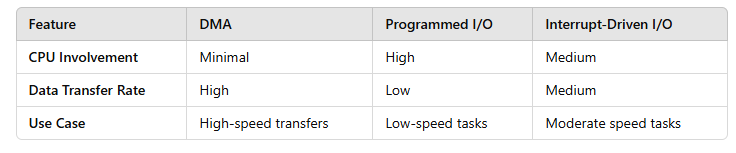 Feature DMA Programmed I/O Interrupt-Driven I/O
CPU Involvement Minimal High Medium
Data Transfer Rate High Low Medium
Use Case High-speed transfers Low-speed tasks Moderate speed tasks